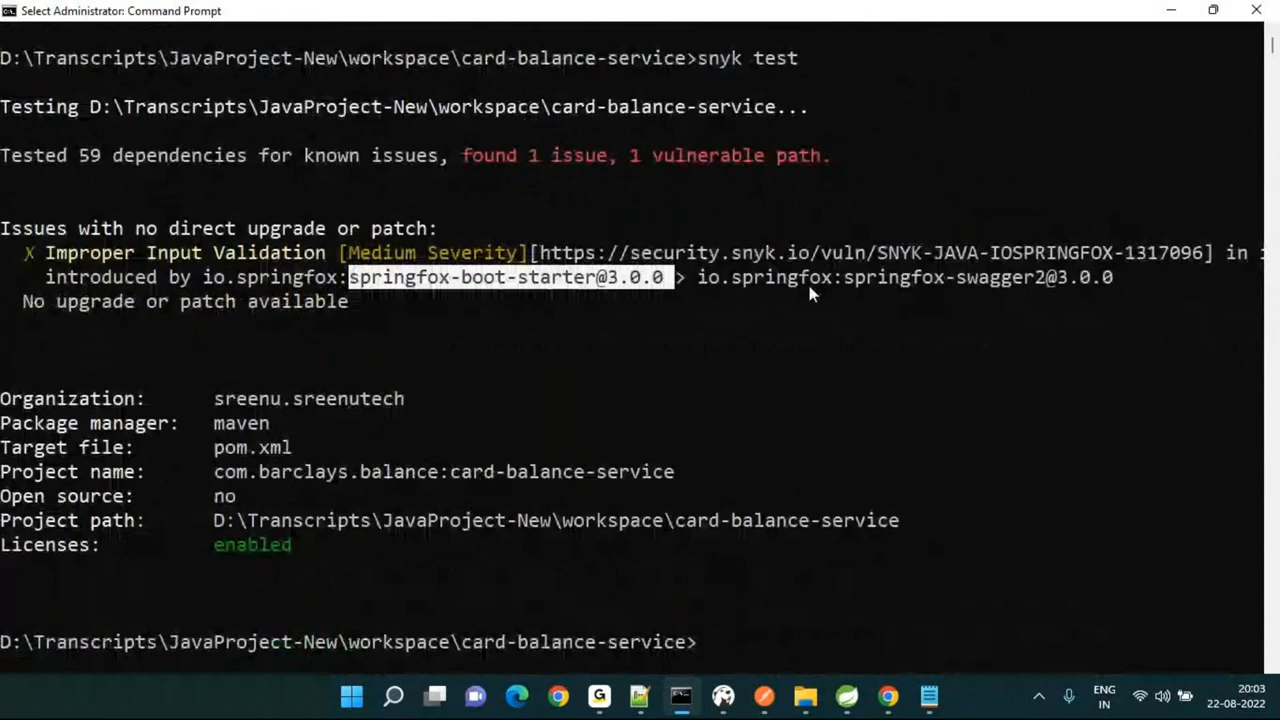 Select Administrator: Command Prompt
D:\Transcripts\JavaProject-New\workspace\card-balance-service>snyk test
Testing D:\Transcripts\JavaProject-New\workspace\card-balance-service...
Tested 59 dependencies for known issues, found 1 issue, 1 vulnerable path.
Issues with no direct upgrade or patch:
✗ Improper Input Validation [Medium Severity][https://security.snyk.io/vuln/SNYK-JAVA-IOSPRINGFOX-1317096] in i
introduced by io.springfox:springfox-boot-starter@3.0.0 > io.springfox:springfox-swagger2@3.0.0
No upgrade or patch available
Organization: sreenu.sreenutech
Package manager: maven
Target file: pom.xml
Project name: com.barclays.balance:card-balance-service
Open source: no
Project path: D:\Transcripts\JavaProject-New\workspace\card-balance-service
Licenses: enabled
D:\Transcripts\JavaProject-New\workspace\card-balance-service>
ENG
IN
20:03
22-08-2022